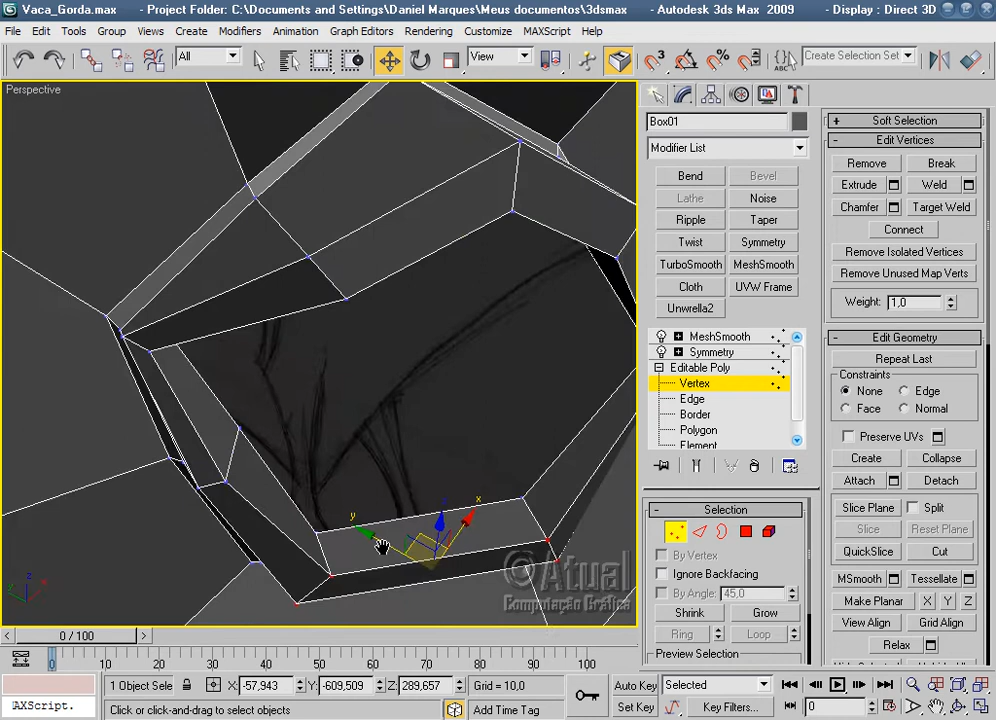 Vaca_Gorda.max - Project Folder: C:\Documents and Settings\Daniel Marques\Meus documentos\3dsmax - Autodesk 3ds Max 2009 - Display : Direct 3D
File Edit Tools Group Views Create Modifiers Animation Graph Editors Rendering Customize MAXScript Help
All View Create Selection Set
Perspective
Box01
Modifier List
Bend Bevel
Lathe Noise
Ripple Taper
Twist Symmetry
TurboSmooth MeshSmooth
Cloth UVW Frame
Unwrella2
MeshSmooth
Symmetry
Editable Poly
Vertex
Edge
Border
Polygon
Element
Selection
By Vertex
Ignore Backfacing
By Angle: 45,0
Shrink Grow
Ring Loop
Preview Selection
Soft Selection
Edit Vertices
Remove Break
Extrude Weld
Chamfer Target Weld
Connect
Remove Isolated Vertices
Remove Unused Map Verts
Weight: 1,0
Edit Geometry
Repeat Last
Constraints
None Edge
Face Normal
Preserve UVs
Create Collapse
Attach Detach
Slice Plane Split
Slice Reset Plane
QuickSlice Cut
MSmooth Tessellate
Make Planar X Y Z
View Align Grid Align
Relax
x
y
z
x
y
© Atual
Computação Gráfica
0 / 100
0 10 20 30 40 50 60 70 80 90 100
1 Object Sele X: -57,943 Y: -609,509 Z: 289,657 Grid = 10,0
AXScript. Click or click-and-drag to select objects Add Time Tag
Auto Key Selected
Set Key Key Filters... 0